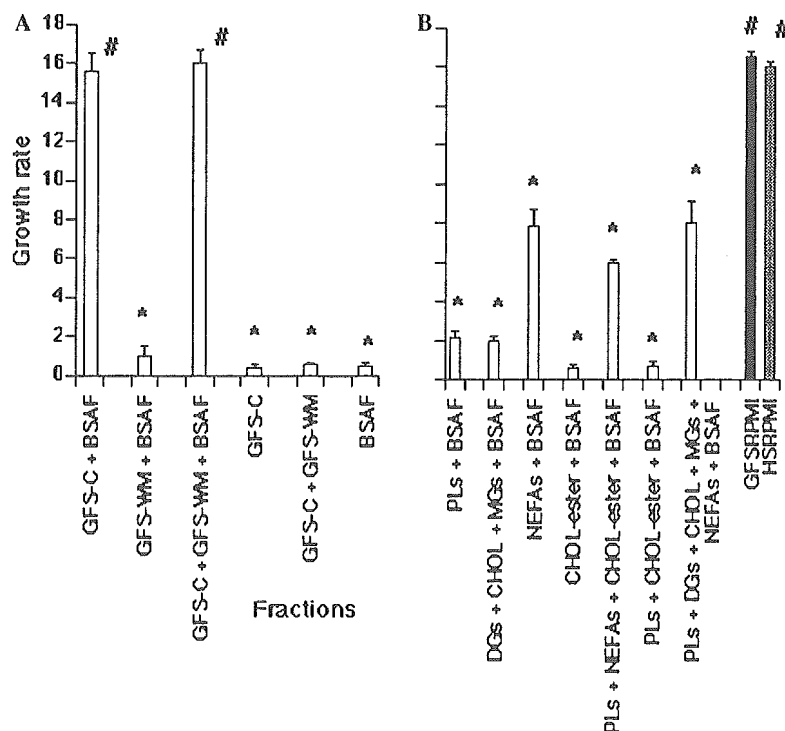 A
B
Growth rate
18
16
14
12
10
8
6
4
2
0
#
*
#
*
*
*
GFS-C + BSAF
GFS-WM + BSAF
GFS-C + GFS-WM + BSAF
GFS-C
GFS-C + GFS-WM
BSAF
Fractions
*
*
*
*
*
*
*
#
#
PLs + BSAF
DGs + CHOL + MGs + BSAF
NEFAs + BSAF
CHOL-ester + BSAF
PLs + NEFAs + CHOL-ester + BSAF
PLs + CHOL-ester + BSAF
PLs + DGs + CHOL + MGs +
NEFAs + BSAF
GFSRPMI
HSRPMI